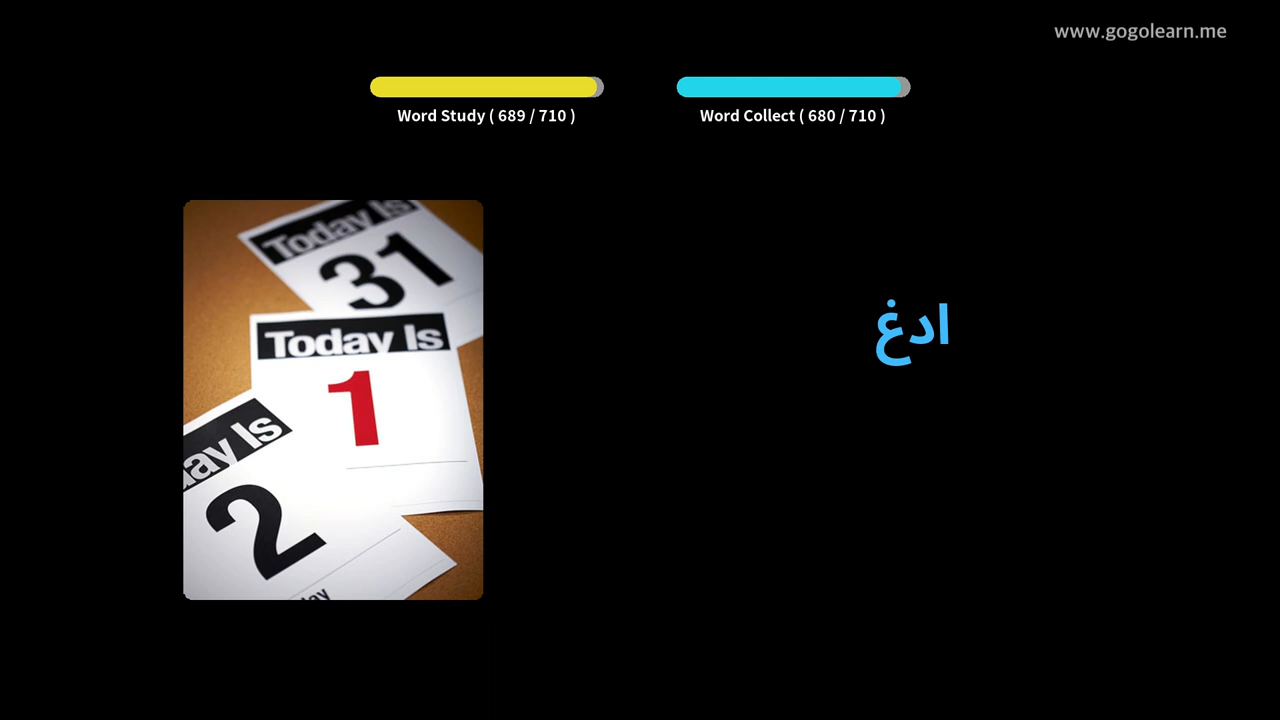 www.gogolearn.me
Word Study ( 689 / 710 )
Word Collect ( 680 / 710 )
Today Is
31
Today Is
1
ay Is
2
ادغ